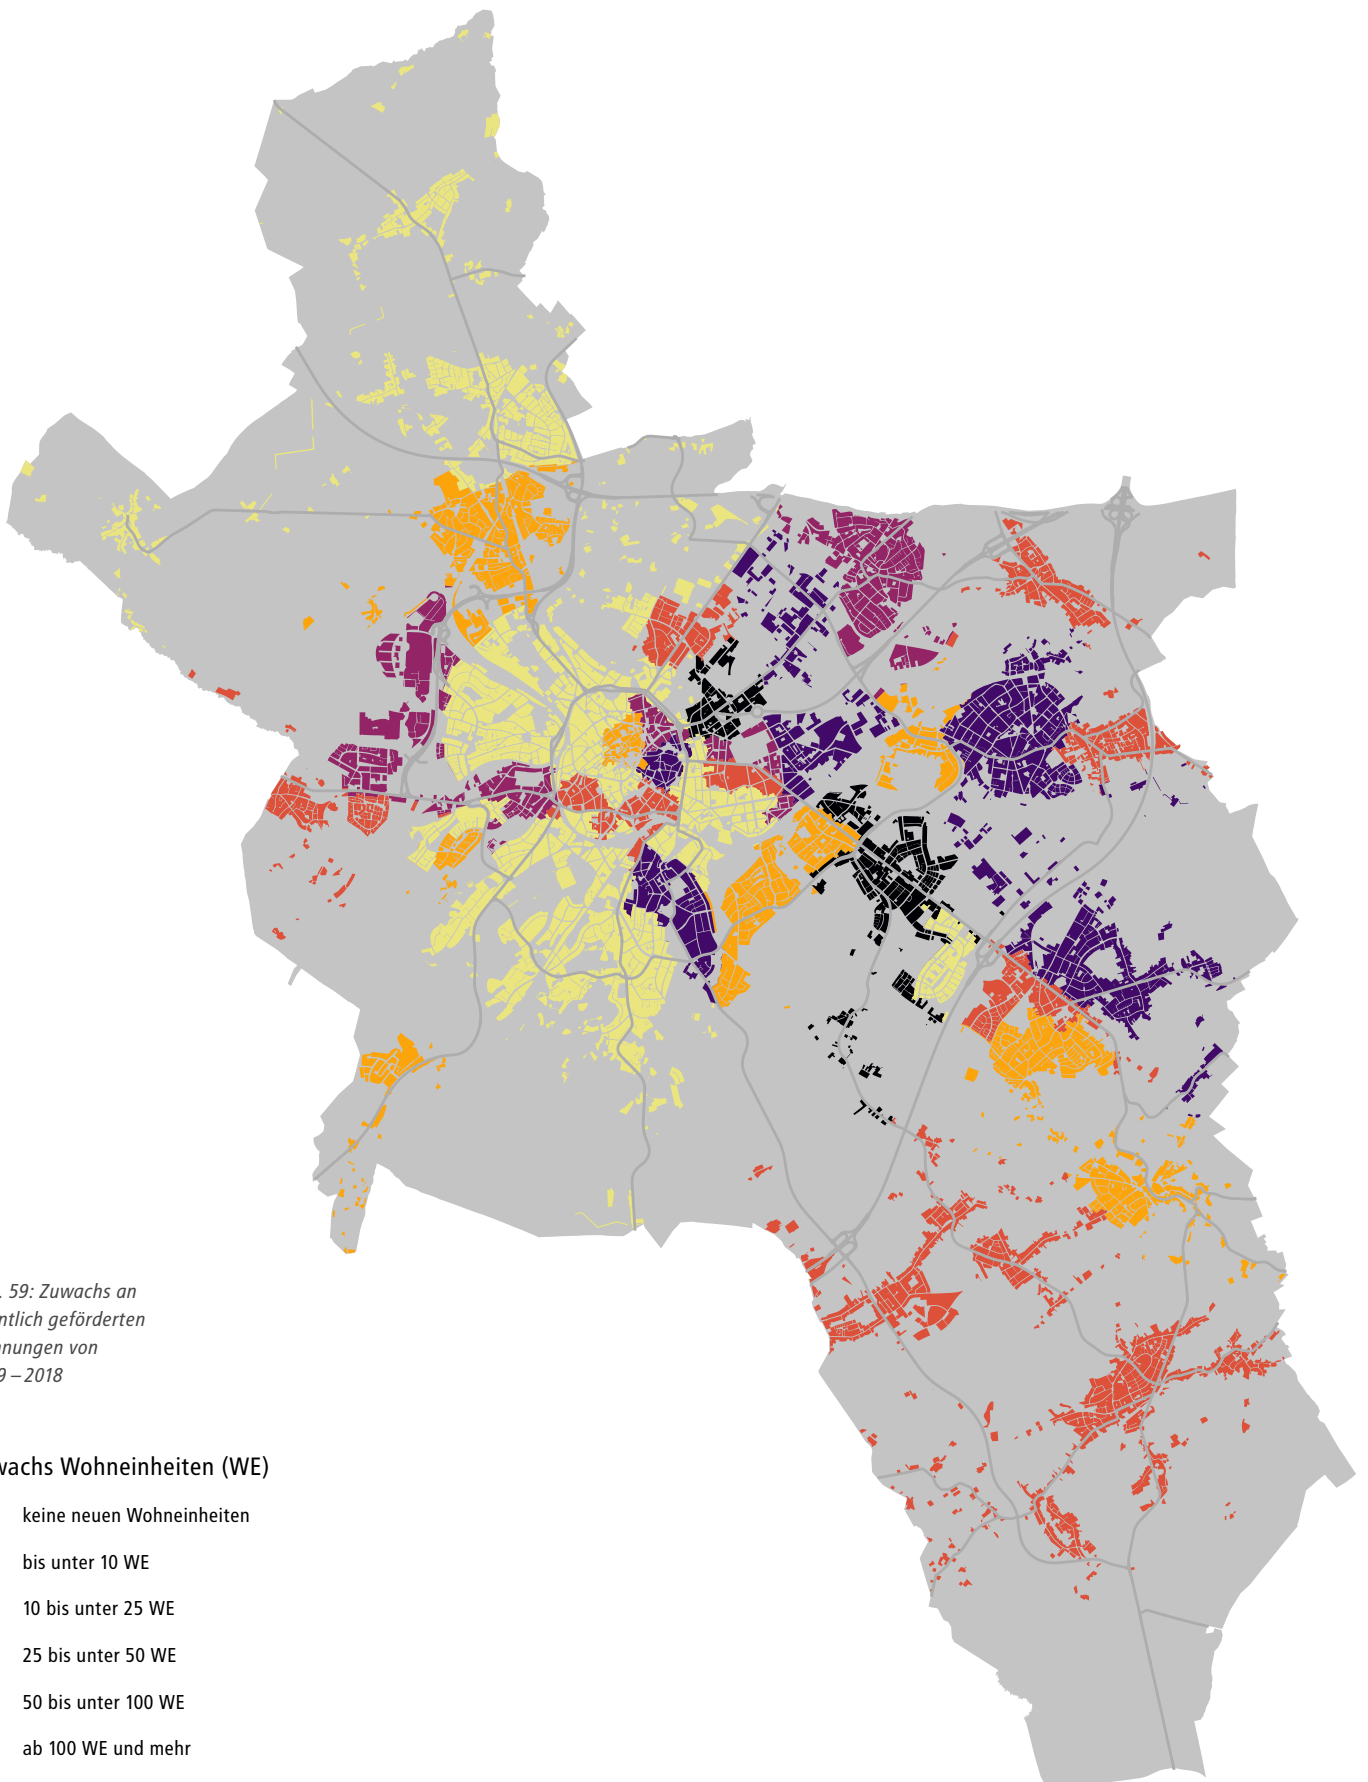 . 59: Zuwachs an
ntlich geförderten
nnungen von
9 – 2018
wachs Wohneinheiten (WE)
keine neuen Wohneinheiten
bis unter 10 WE
10 bis unter 25 WE
25 bis unter 50 WE
50 bis unter 100 WE
ab 100 WE und mehr